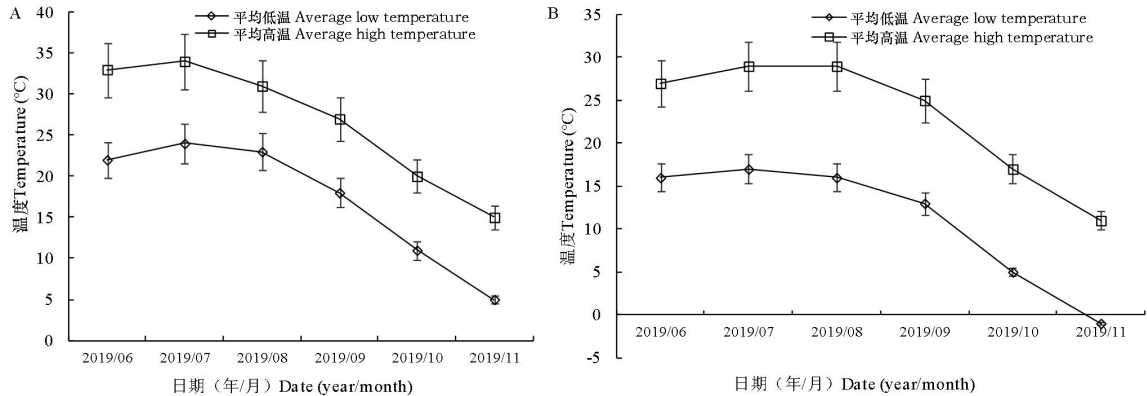 A
平均低温 Average low temperature
平均高温 Average high temperature
40
35
30
25
20
15
10
5
0
温度Temperature (℃)
2019/06 2019/07 2019/08 2019/09 2019/10 2019/11
日期（年/月）Date (year/month)
B
平均低温 Average low temperature
平均高温 Average high temperature
35
30
25
20
15
10
5
0
-5
温度Temperature (℃)
2019/06 2019/07 2019/08 2019/09 2019/10 2019/11
日期（年/月）Date (year/month)